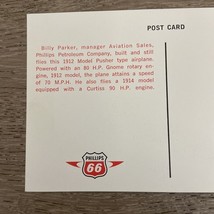 POST CARD
Billy Parker, manager Aviation Sales,
Phillips Petroleum Company, built and still
flies this 1912 Model Pusher type airplane.
Powered with an 80 H.P. Gnome rotary en-
gine, 1912 model, the plane attains a speed
of 70 M.P.H. He also flies a 1914 model
equipped with a Curtiss 90 H.P. engine.
PHILLIPS
66